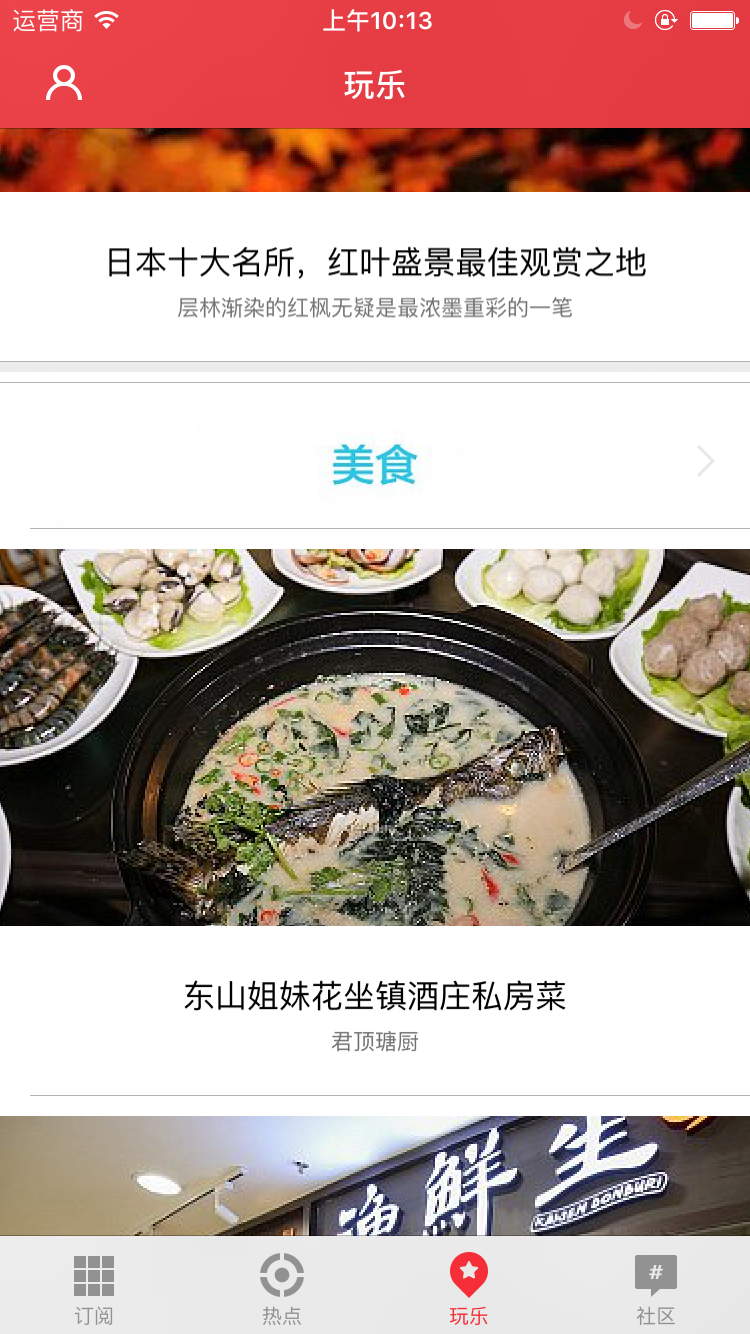 运营商
上午10:13
玩乐
日本十大名所，红叶盛景最佳观赏之地
层林渐染的红枫无疑是最浓墨重彩的一笔
美食
东山姐妹花坐镇酒庄私房菜
君顶瑭厨
渔鲜生
KAISEN DONBURI
订阅
热点
玩乐
#
社区